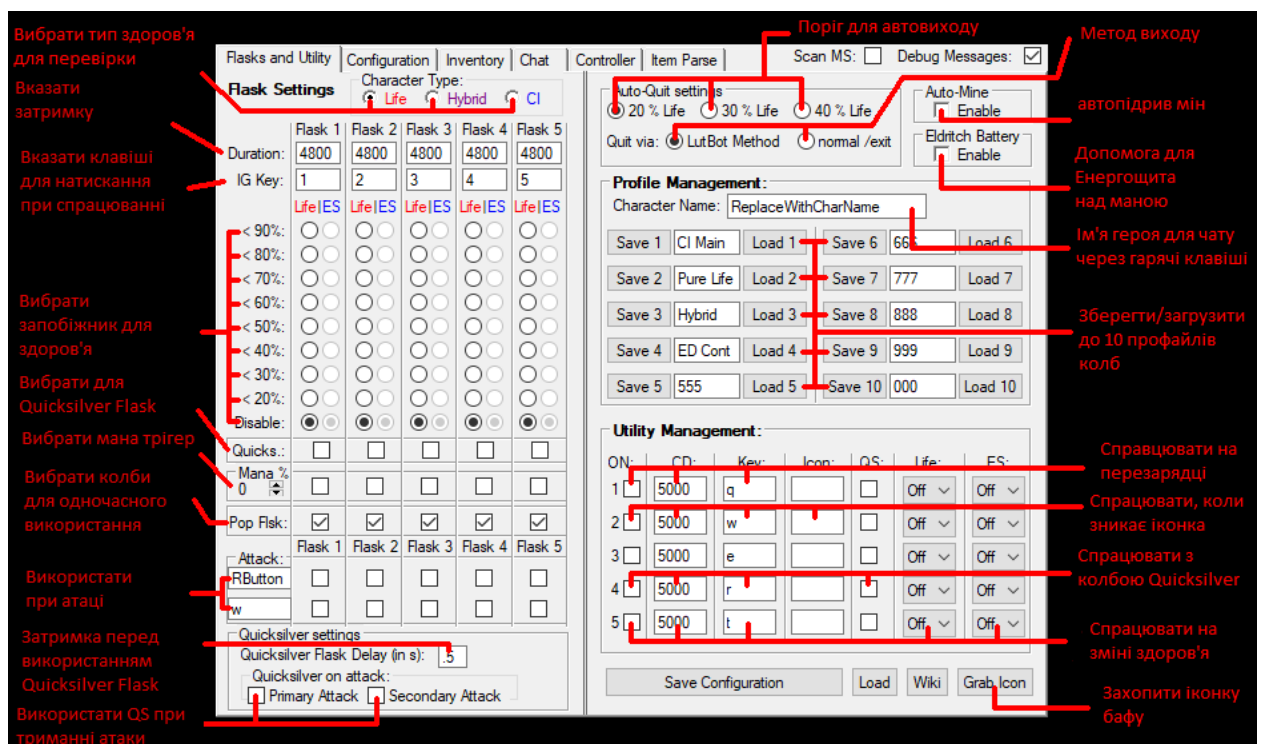 Вибрати тип здоров'я
для перевірки
Вказати
затримку
Вказати клавіші
для натискання
при спрацюванні
Вибрати
запобіжник для
здоров'я
Вибрати для
Quicksilver Flask
Вибрати мана трігер
Вибрати колби
для одночасного
використання
Використати
при атаці
Затримка перед
використанням
Quicksilver Flask
Використати QS при
триманні атаки
Flasks and Utility Configuration Inventory Chat Controller Item Parse Scan MS: Debug Messages:
Flask Settings
Character Type:
Life Hybrid CI
Flask 1 Flask 2 Flask 3 Flask 4 Flask 5
Duration: 4800 4800 4800 4800 4800
IG Key: 1 2 3 4 5
Life|ES Life|ES Life|ES Life|ES Life|ES
< 90%:
< 80%:
< 70%:
< 60%:
< 50%:
< 40%:
< 30%:
< 20%:
Disable:
Quicks.:
Mana %
0
Pop Flsk:
Flask 1 Flask 2 Flask 3 Flask 4 Flask 5
Attack:
RButton
w
Quicksilver settings
Quicksilver Flask Delay (in s): .5
Quicksilver on attack:
Primary Attack Secondary Attack
Auto-Quit settings
20 % Life 30 % Life 40 % Life
Quit via: LutBot Method normal /exit
Auto-Mine
Enable
Eldritch Battery
Enable
Profile Management:
Character Name: ReplaceWithCharName
Save 1 CI Main Load 1 Save 6 666 Load 6
Save 2 Pure Life Load 2 Save 7 777 Load 7
Save 3 Hybrid Load 3 Save 8 888 Load 8
Save 4 ED Cont Load 4 Save 9 999 Load 9
Save 5 555 Load 5 Save 10 000 Load 10
Utility Management:
ON: CD: Key: Icon: QS: Life: ES:
1 5000 q Off Off
2 5000 w Off Off
3 5000 e Off Off
4 5000 r Off Off
5 5000 t Off Off
Save Configuration Load Wiki Grab Icon
Поріг для автовиходу
Метод виходу
автопідрив мін
Допомога для
Енергощита
над маною
Ім'я героя для чату
через гарячі клавіші
Зберегти/загрузити
до 10 профайлів
колб
Справцювати на
перезарядці
Спрацювати, коли
зникає іконка
Спрацювати з
колбою Quicksilver
Спрацювати на
зміні здоров'я
Захопити іконку
бафу